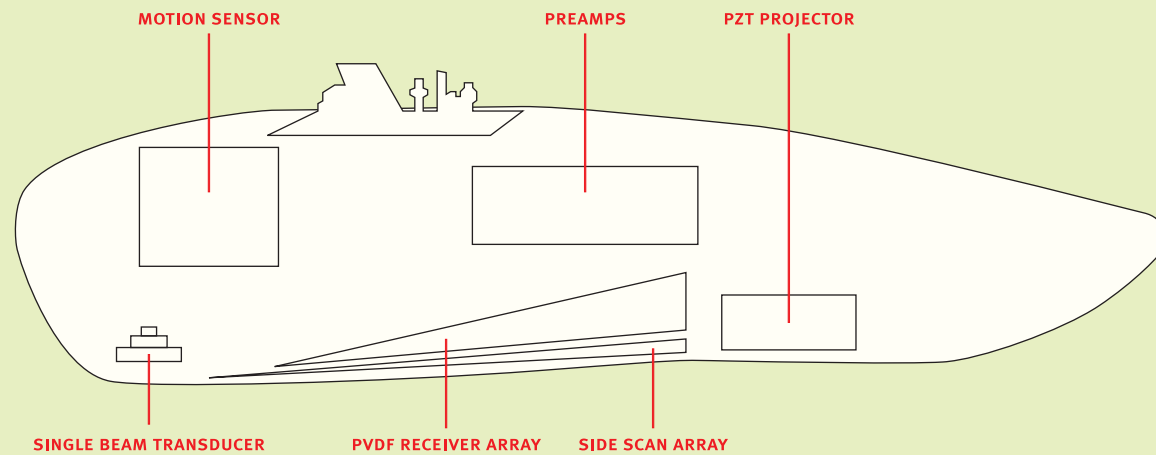 MOTION SENSOR
PREAMPS
PZT PROJECTOR
SINGLE BEAM TRANSDUCER
PVDF RECEIVER ARRAY
SIDE SCAN ARRAY